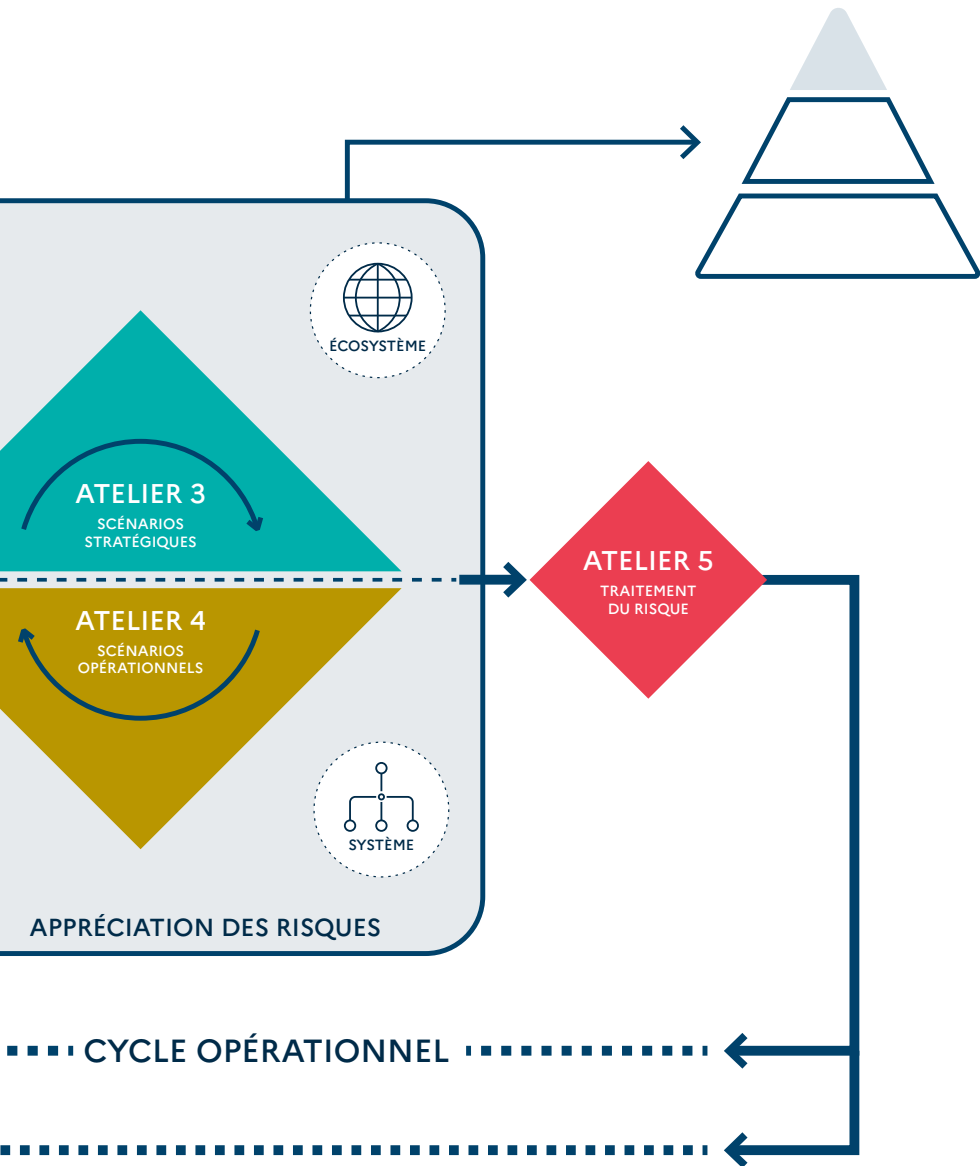 ÉCOSYSTÈME
ATELIER 3
SCÉNARIOS
STRATÉGIQUES
ATELIER 4
SCÉNARIOS
OPÉRATIONNELS
ATELIER 5
TRAITEMENT
DU RISQUE
SYSTÈME
APPRÉCIATION DES RISQUES
CYCLE OPÉRATIONNEL